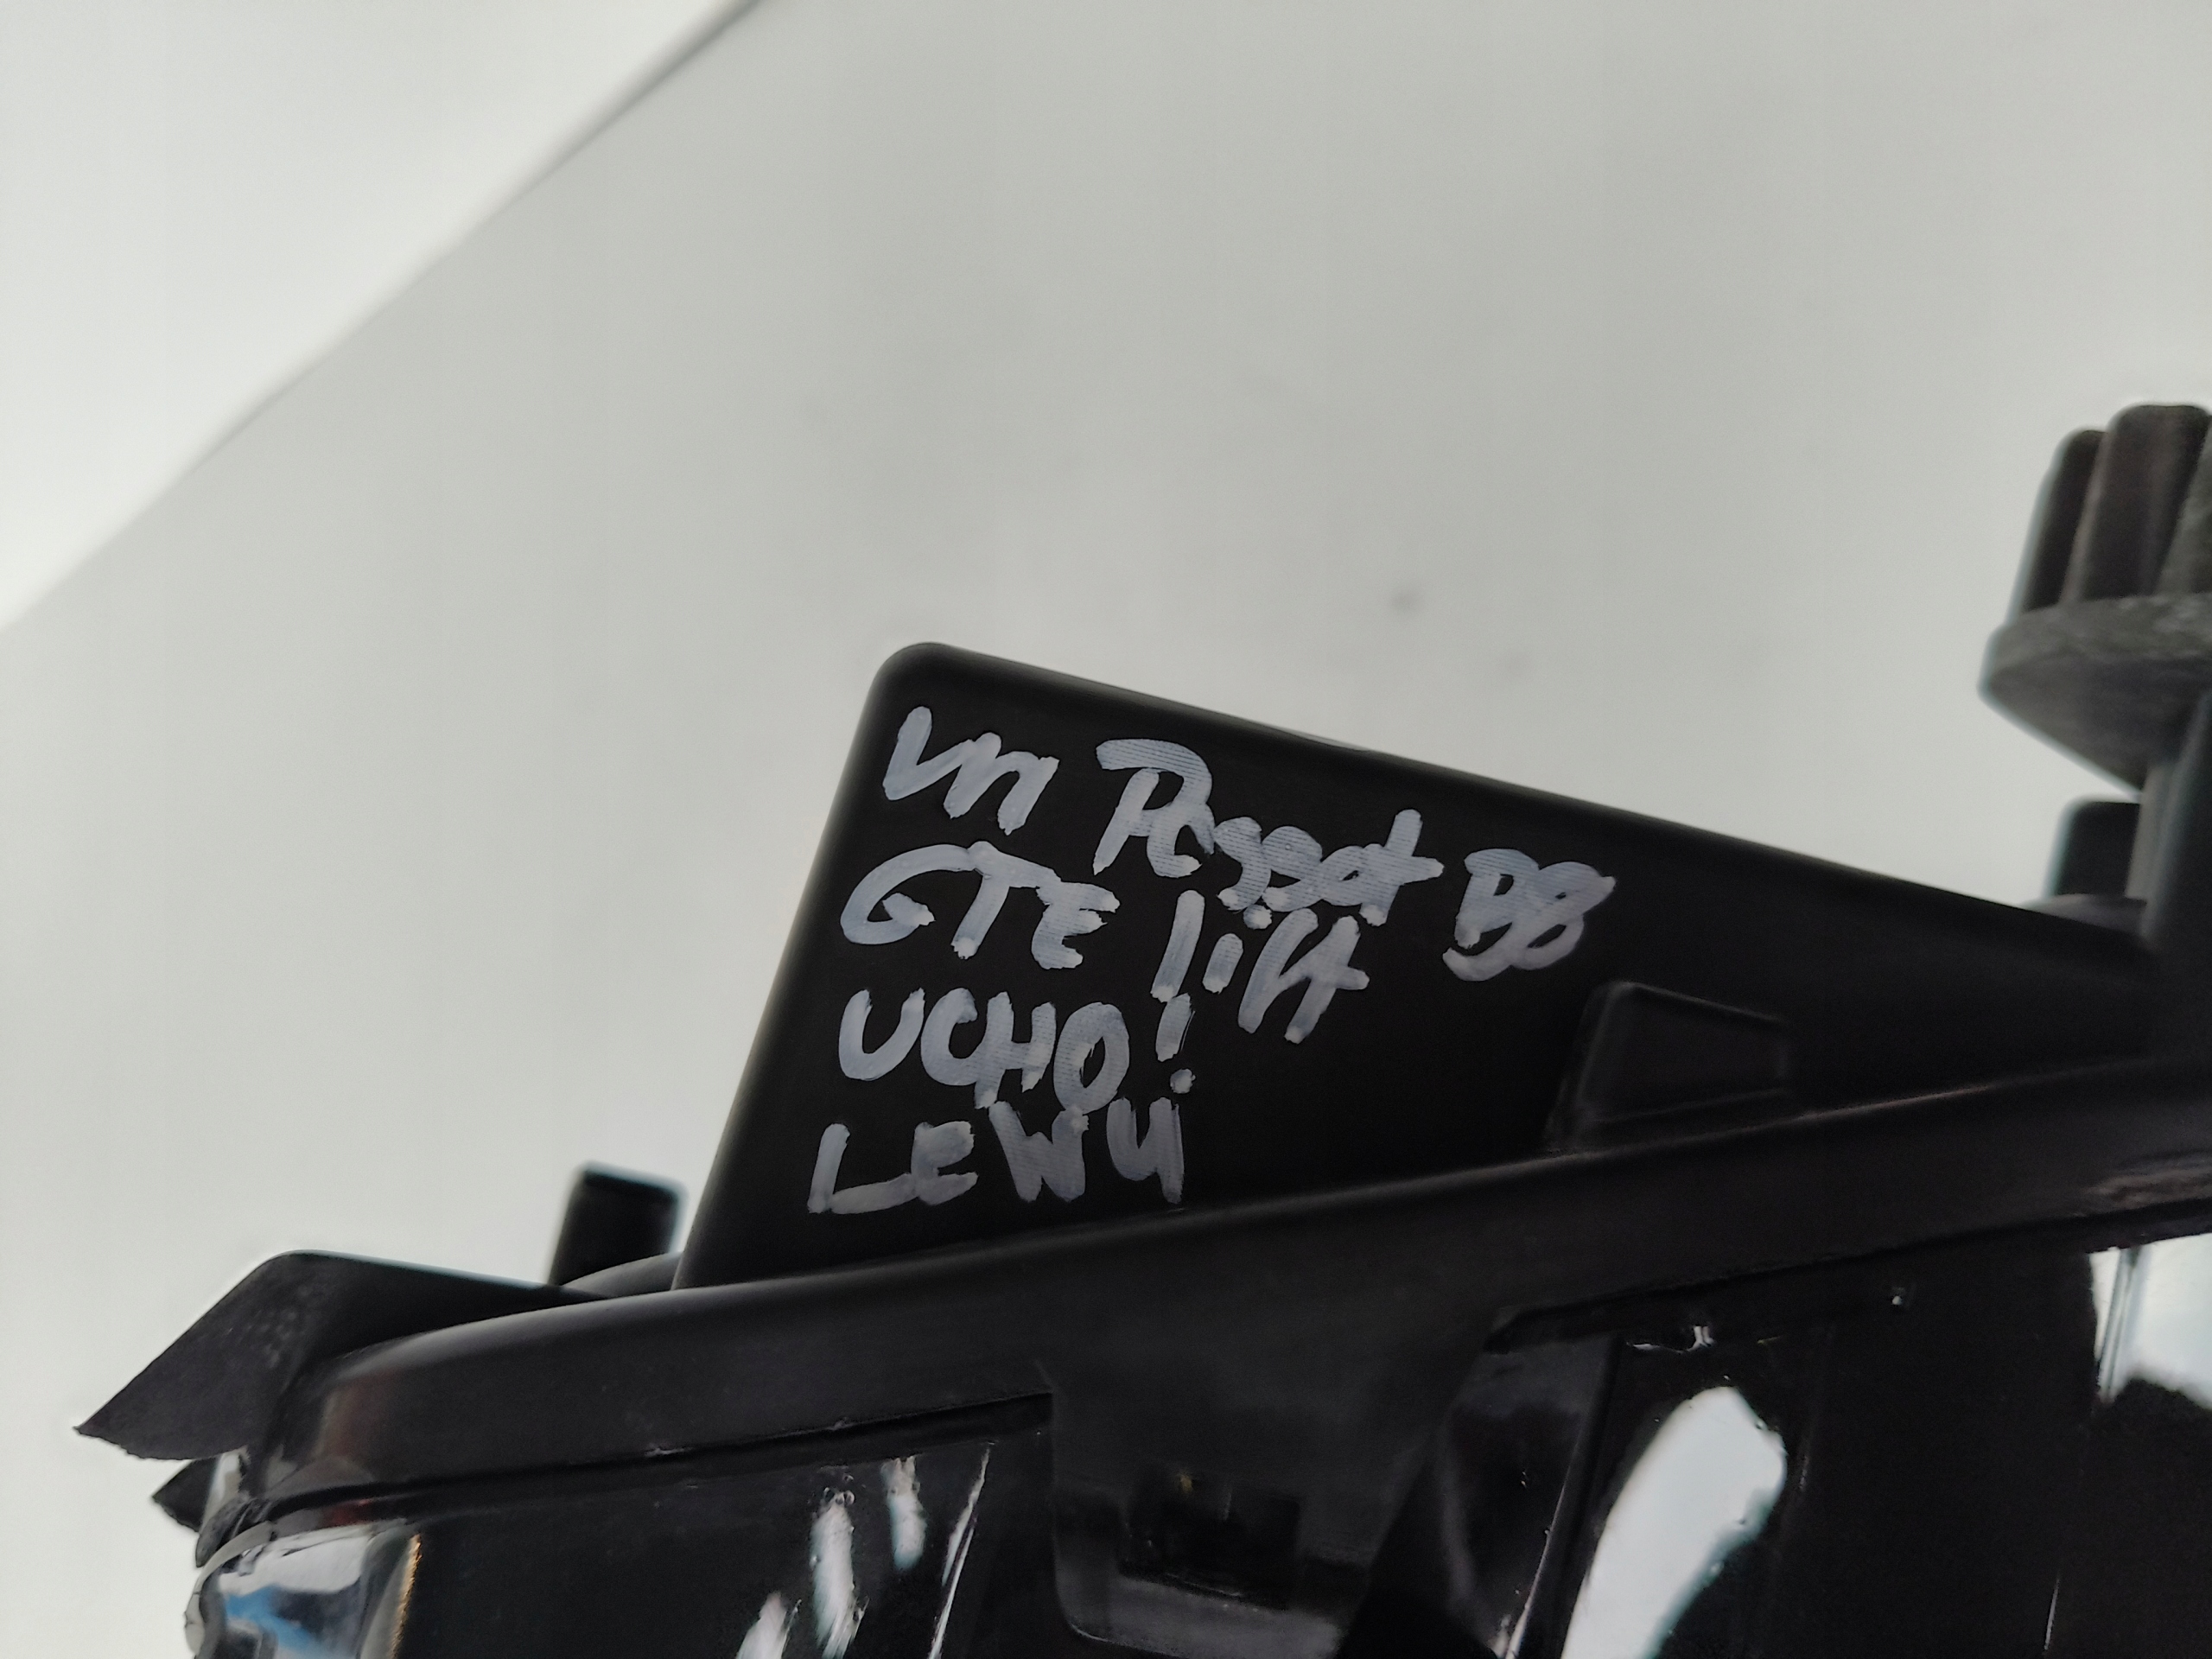 VW Passat B8
GTE lift
UCHO!
LEWY